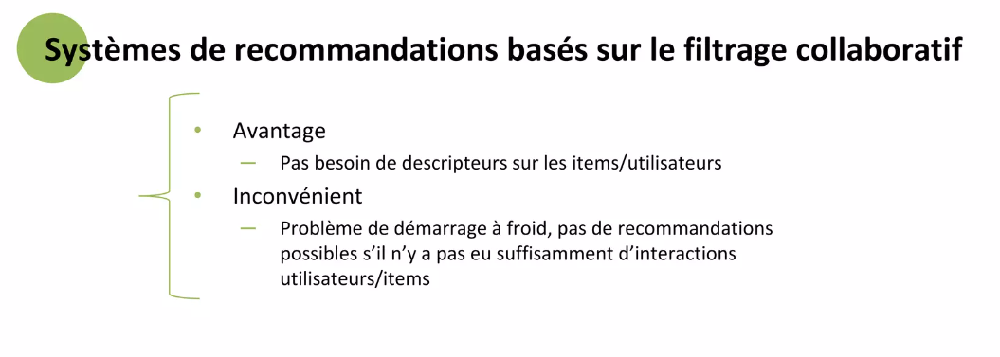 Systèmes de recommandations basés sur le filtrage collaboratif
• Avantage
— Pas besoin de descripteurs sur les items/utilisateurs
• Inconvénient
— Problème de démarrage à froid, pas de recommandations
possibles s’il n’y a pas eu suffisamment d’interactions
utilisateurs/items